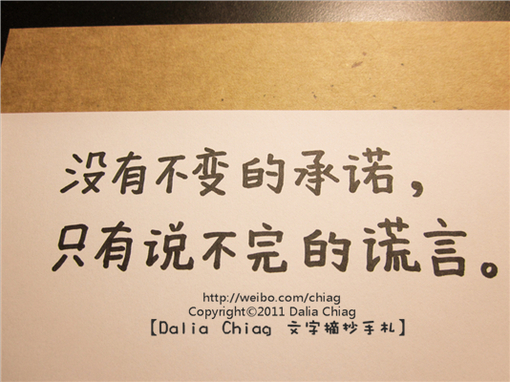 没有不变的承诺，
只有说不完的谎言。
http://weibo.com/chiag
Copyright©2011 Dalia Chiag
【Dalia Chiag 文字摘抄手札】